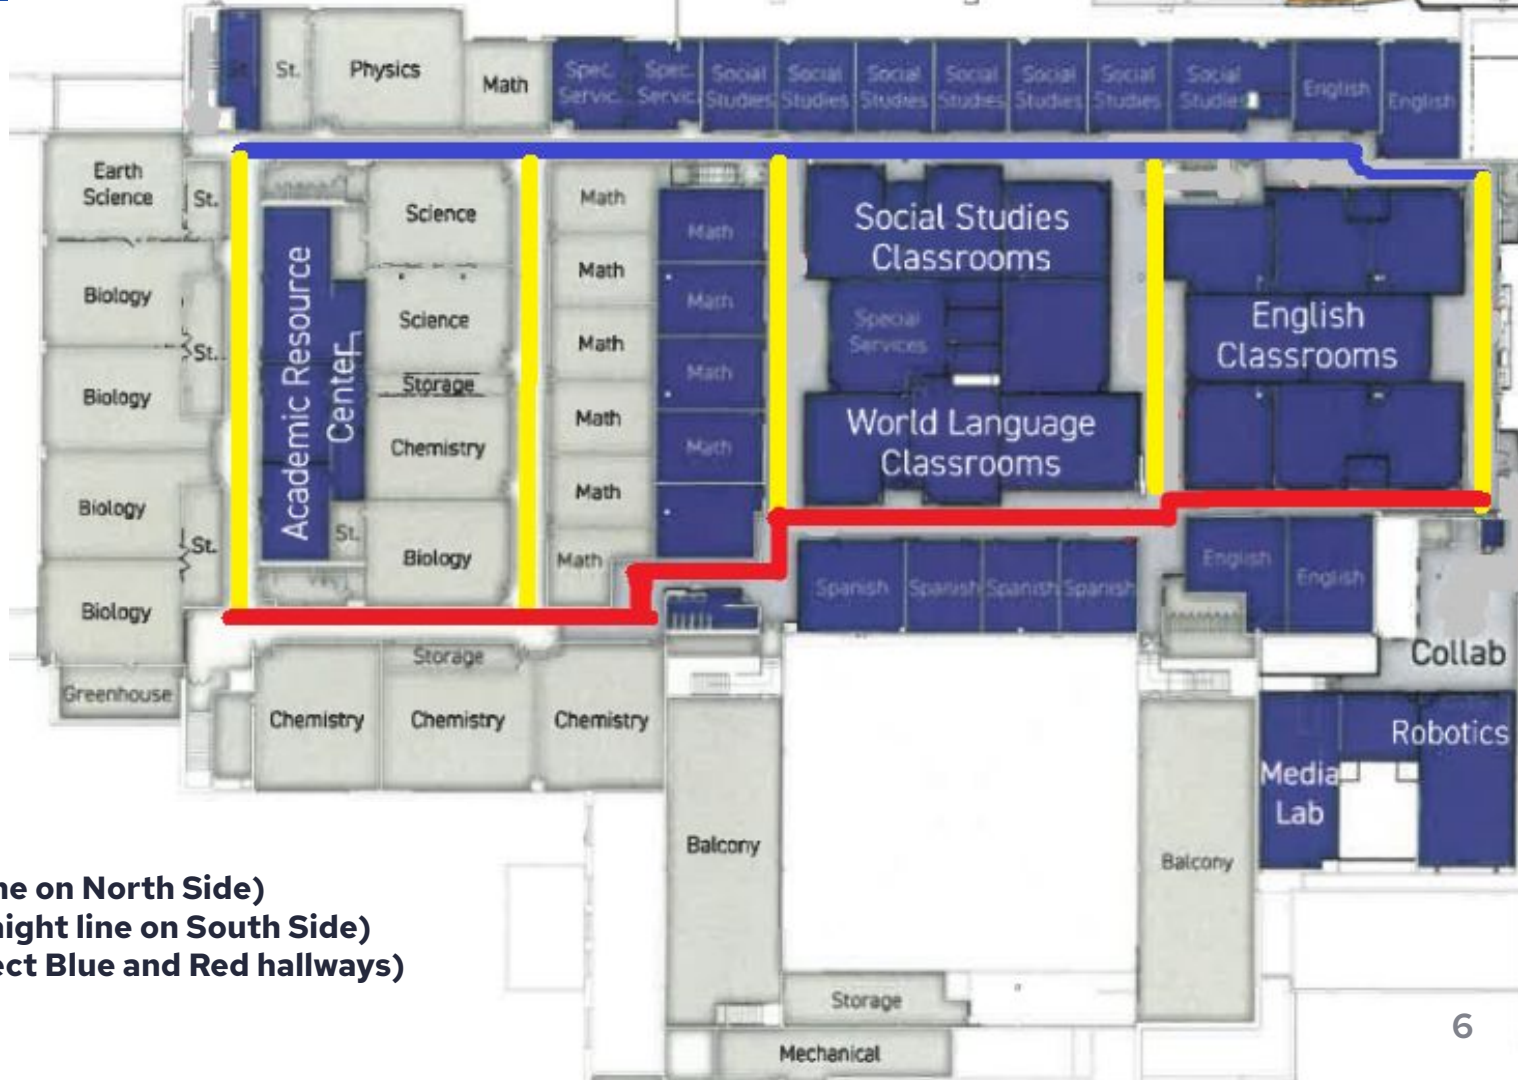 St.
St.
Physics
Math
Spec.
Servic.
Spec.
Servic.
Social
Studies
Social
Studies
Social
Studies
Social
Studies
Social
Studies
Social
Studies
Social
Studies
English
English
Earth
Science
St.
Biology
St.
Biology
Biology
St.
Biology
Greenhouse
Academic Resource
Center
St.
Science
Science
Storage
Chemistry
Biology
Math
Math
Math
Math
Math
Math
Math
Math
Math
Math
Social Studies
Classrooms
Special
Services
World Language
Classrooms
English
Classrooms
Spanish
Spanish
Spanish
Spanish
English
English
Collab
Robotics
Media
Lab
Storage
Chemistry
Chemistry
Chemistry
Balcony
Balcony
Storage
Mechanical
ne on North Side)
aight line on South Side)
ect Blue and Red hallways)
6